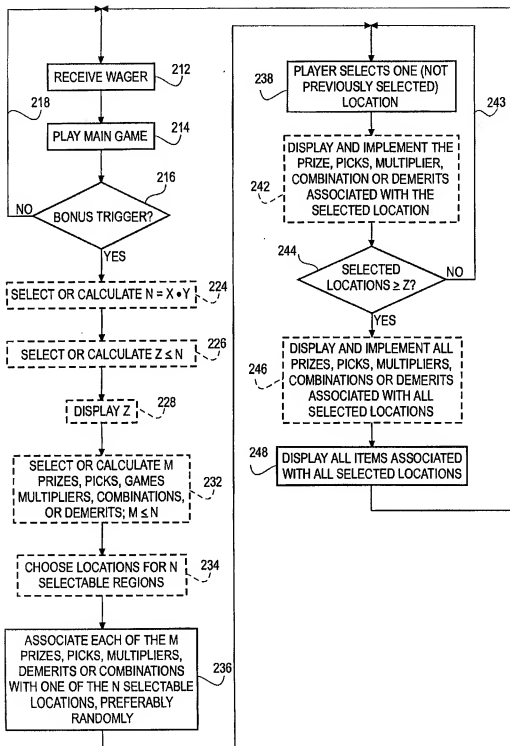 RECEIVE WAGER
212
218
PLAY MAIN GAME
214
216
NO
BONUS TRIGGER?
YES
SELECT OR CALCULATE N = X • Y
224
SELECT OR CALCULATE Z ≤ N
226
DISPLAY Z
228
SELECT OR CALCULATE M
PRIZES, PICKS, GAMES
MULTIPLIERS, COMBINATIONS,
OR DEMERITS; M ≤ N
232
CHOOSE LOCATIONS FOR N
SELECTABLE REGIONS
234
ASSOCIATE EACH OF THE M
PRIZES, PICKS, MULTIPLIERS,
DEMERITS OR COMBINATIONS
WITH ONE OF THE N SELECTABLE
LOCATIONS, PREFERABLY
RANDOMLY
236
238
PLAYER SELECTS ONE (NOT
PREVIOUSLY SELECTED)
LOCATION
243
DISPLAY AND IMPLEMENT THE
PRIZE, PICKS, MULTIPLIER,
COMBINATION OR DEMERITS
ASSOCIATED WITH THE
SELECTED LOCATION
242
244
SELECTED
LOCATIONS ≥ Z?
NO
YES
DISPLAY AND IMPLEMENT ALL
PRIZES, PICKS, MULTIPLIERS,
COMBINATIONS OR DEMERITS
ASSOCIATED WITH ALL
SELECTED LOCATIONS
246
248
DISPLAY ALL ITEMS ASSOCIATED
WITH ALL SELECTED LOCATIONS